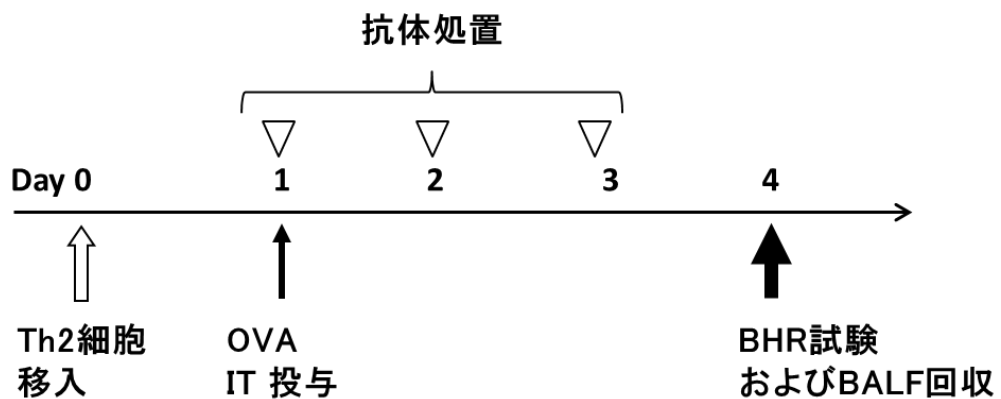 抗体処置
Day 0 1 2 3 4
Th2細胞
移入
OVA
IT 投与
BHR試験
およびBALF回収